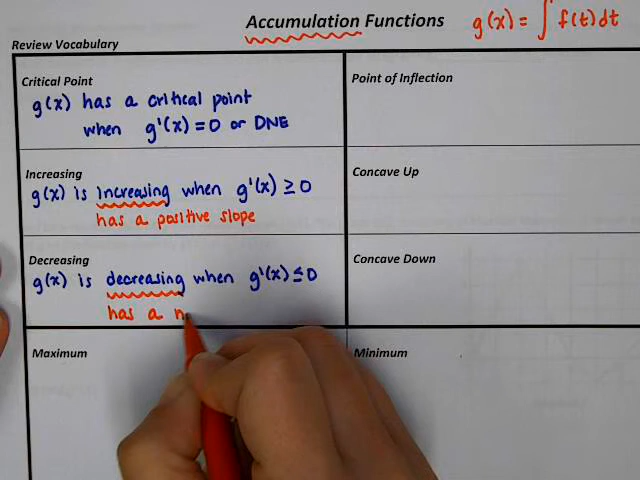 Accumulation Functions g(x) = ∫ f(t)dt
Review Vocabulary
Critical Point
g(x) has a critical point
when g'(x) = 0 or DNE
Increasing
g(x) is increasing when g'(x) ≥ 0
has a positive slope
Decreasing
g(x) is decreasing when g'(x) ≤ 0
has a n
Maximum
Point of Inflection
Concave Up
Concave Down
Minimum